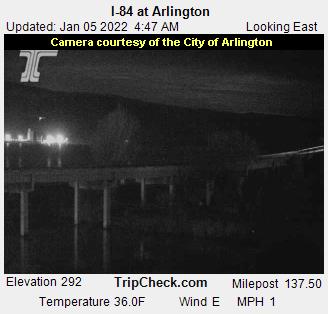 I-84 at Arlington
Updated: Jan 05 2022 4:47 AM Looking East
Camera courtesy of the City of Arlington
Elevation 292 TripCheck.com Milepost 137.50
Temperature 36.0F Wind E MPH 1